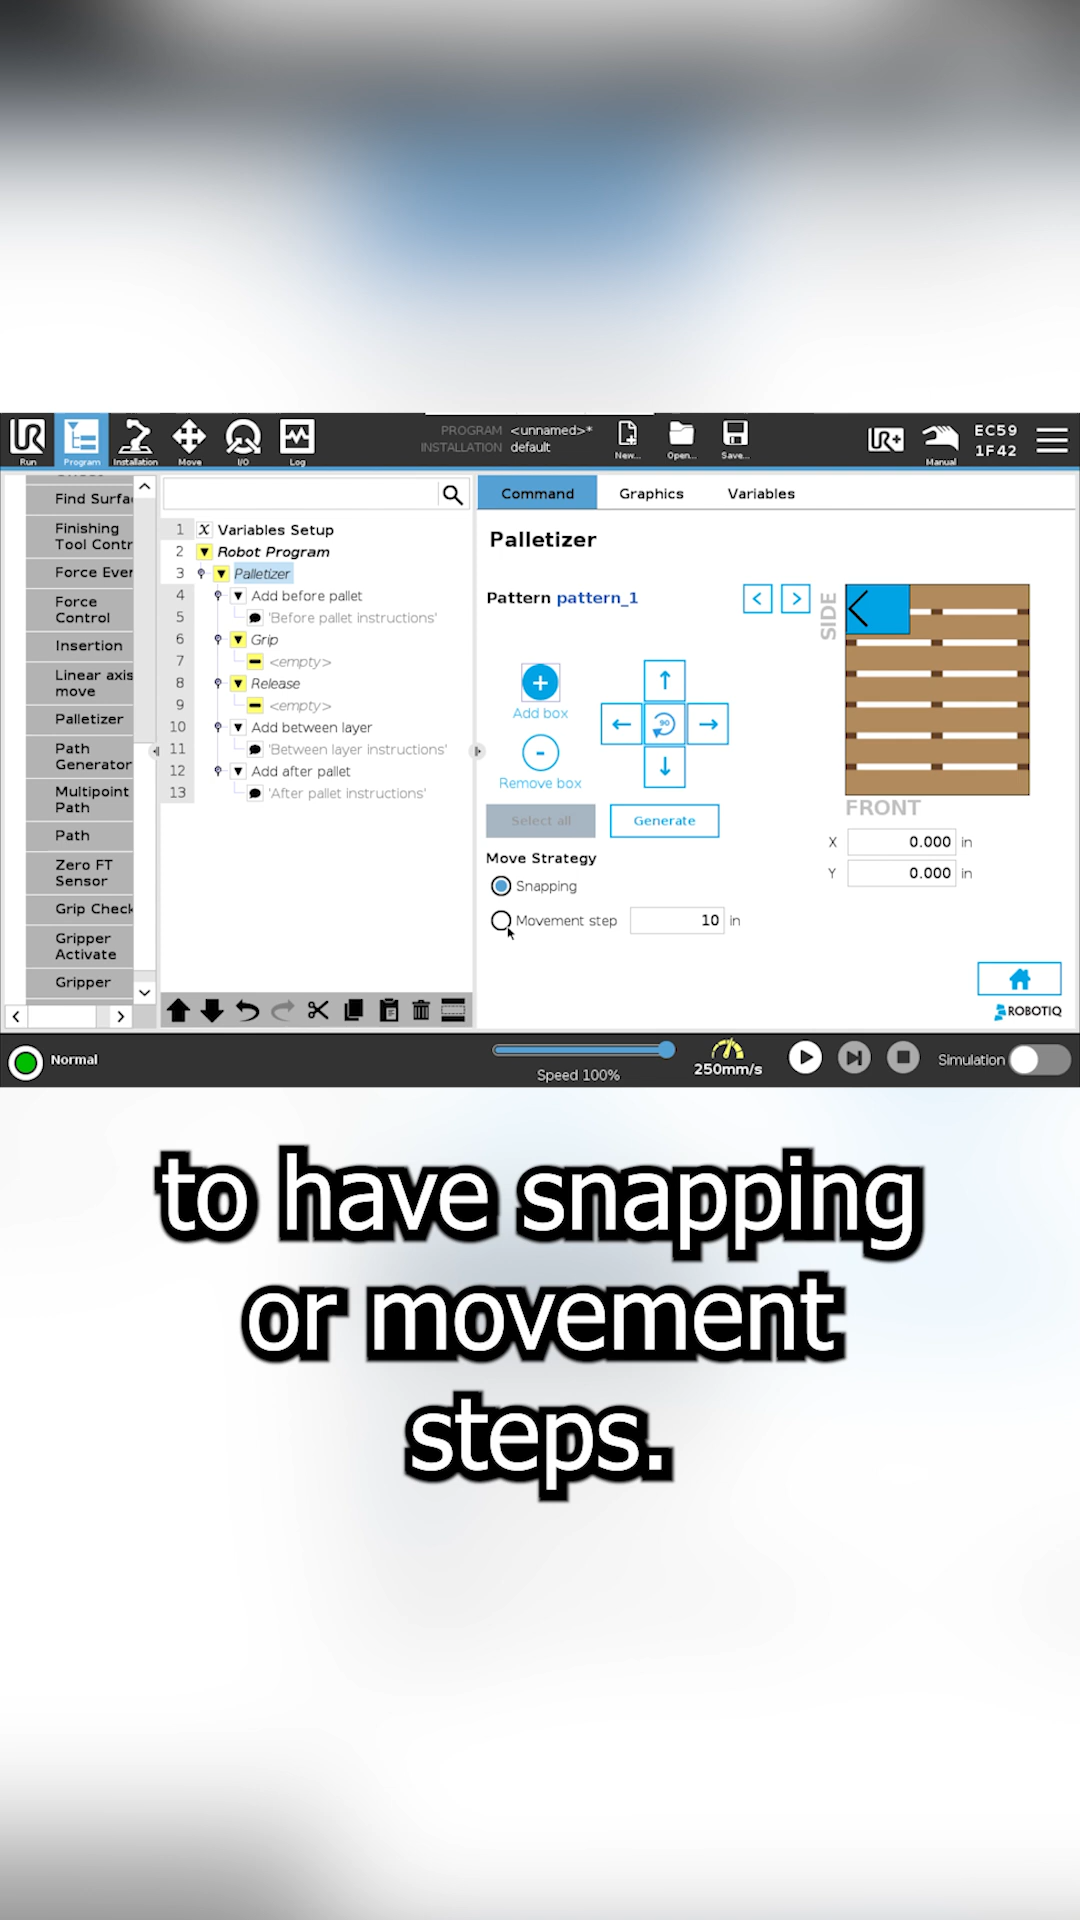 Run
Program
Installation
Move
I/O
Log
PROGRAM <unnamed>*
INSTALLATION default
New...
Open...
Save...
UR+
Manual
EC59
1F42
Find Surfa
Finishing
Tool Contr
Force Ever
Force
Control
Insertion
Linear axis
move
Palletizer
Path
Generator
Multipoint
Path
Path
Zero FT
Sensor
Grip Check
Gripper
Activate
Gripper
1 X Variables Setup
2 Robot Program
3 Palletizer
4 Add before pallet
5 'Before pallet instructions'
6 Grip
7 <empty>
8 Release
9 <empty>
10 Add between layer
11 'Between layer instructions'
12 Add after pallet
13 'After pallet instructions'
Command
Graphics
Variables
Palletizer
Pattern pattern_1
< >
SIDE
Add box
90
Remove box
Select all
Generate
FRONT
X 0.000 in
Y 0.000 in
Move Strategy
Snapping
Movement step 10 in
ROBOTIQ
Normal
Speed 100%
250mm/s
Simulation
to have snapping
or movement
steps.